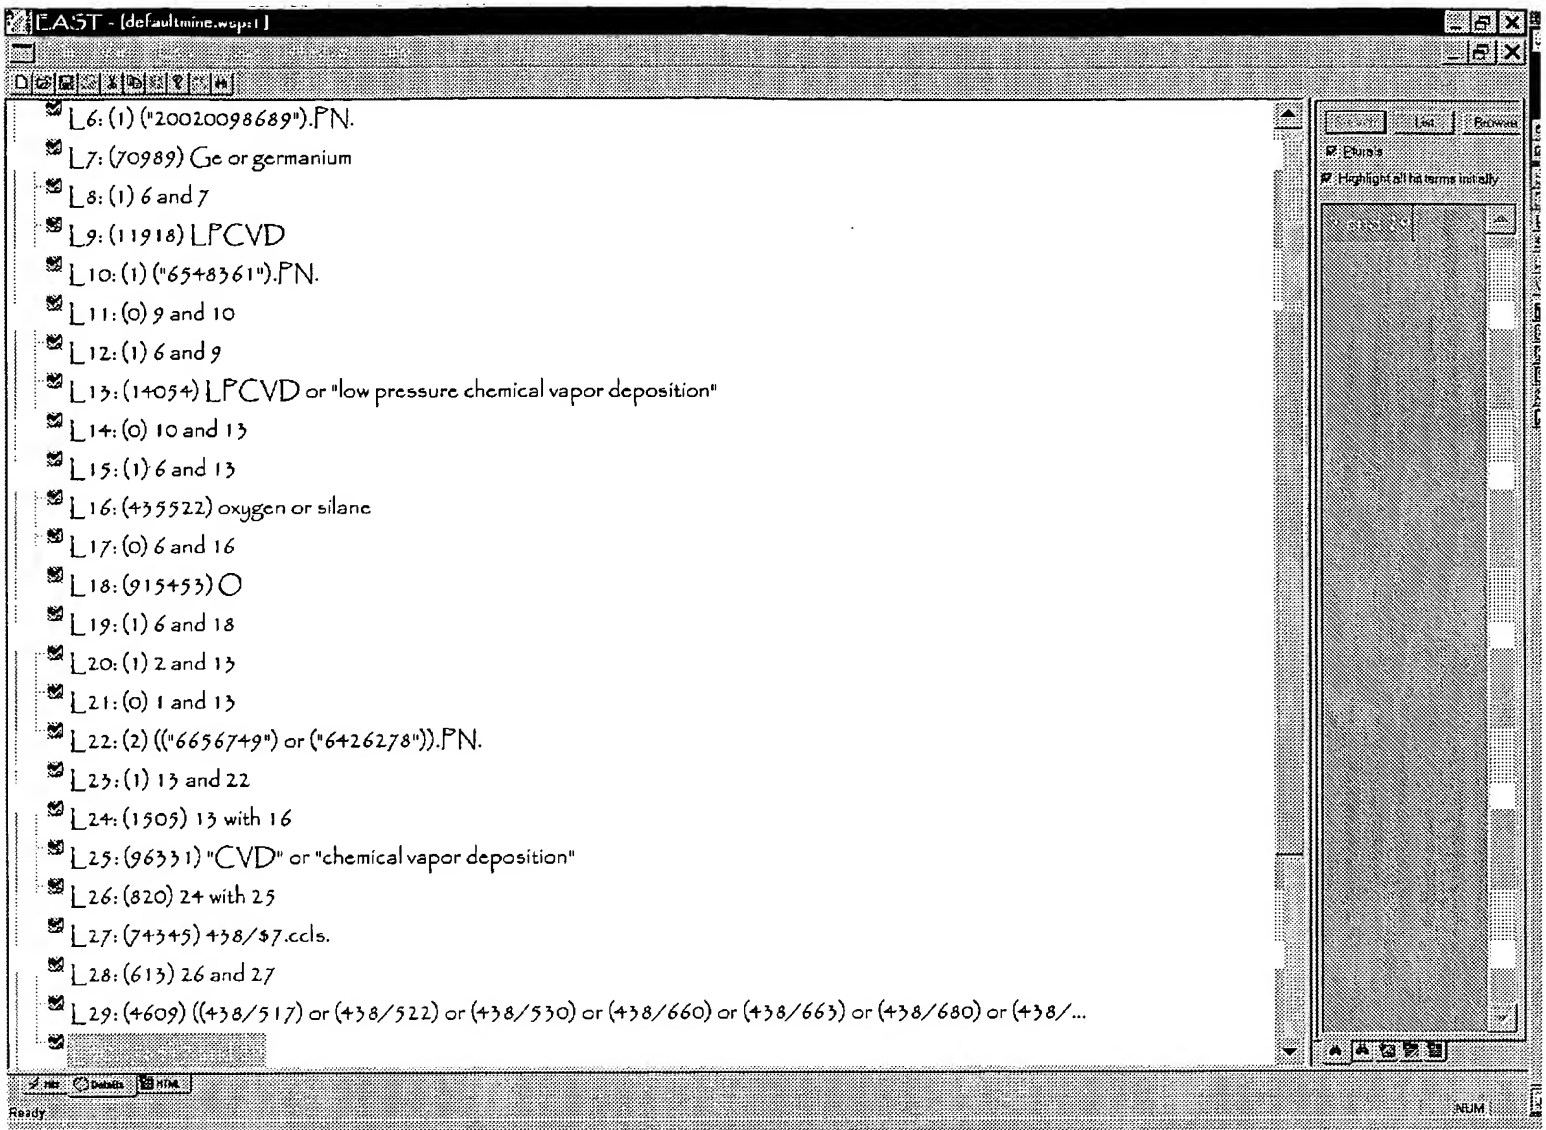 EAST - [defaultmine.wsp:1]
L6: (1) ("20020098689").PN.
L7: (70989) Ge or germanium
L8: (1) 6 and 7
L9: (11918) LPCVD
L10: (1) ("6548361").PN.
L11: (0) 9 and 10
L12: (1) 6 and 9
L13: (14054) LPCVD or "low pressure chemical vapor deposition"
L14: (0) 10 and 13
L15: (1) 6 and 13
L16: (435522) oxygen or silane
L17: (0) 6 and 16
L18: (915453) O
L19: (1) 6 and 18
L20: (1) 2 and 13
L21: (0) 1 and 13
L22: (2) (("6656749") or ("6426278")).PN.
L23: (1) 13 and 22
L24: (1505) 13 with 16
L25: (96331) "CVD" or "chemical vapor deposition"
L26: (820) 24 with 25
L27: (74345) 438/$7.ccls.
L28: (613) 26 and 27
L29: (4609) ((438/517) or (438/522) or (438/530) or (438/660) or (438/663) or (438/680) or (438/...
List Browse
Plurals
Highlight all hit terms initially
Hits Details HTML
Ready
NUM